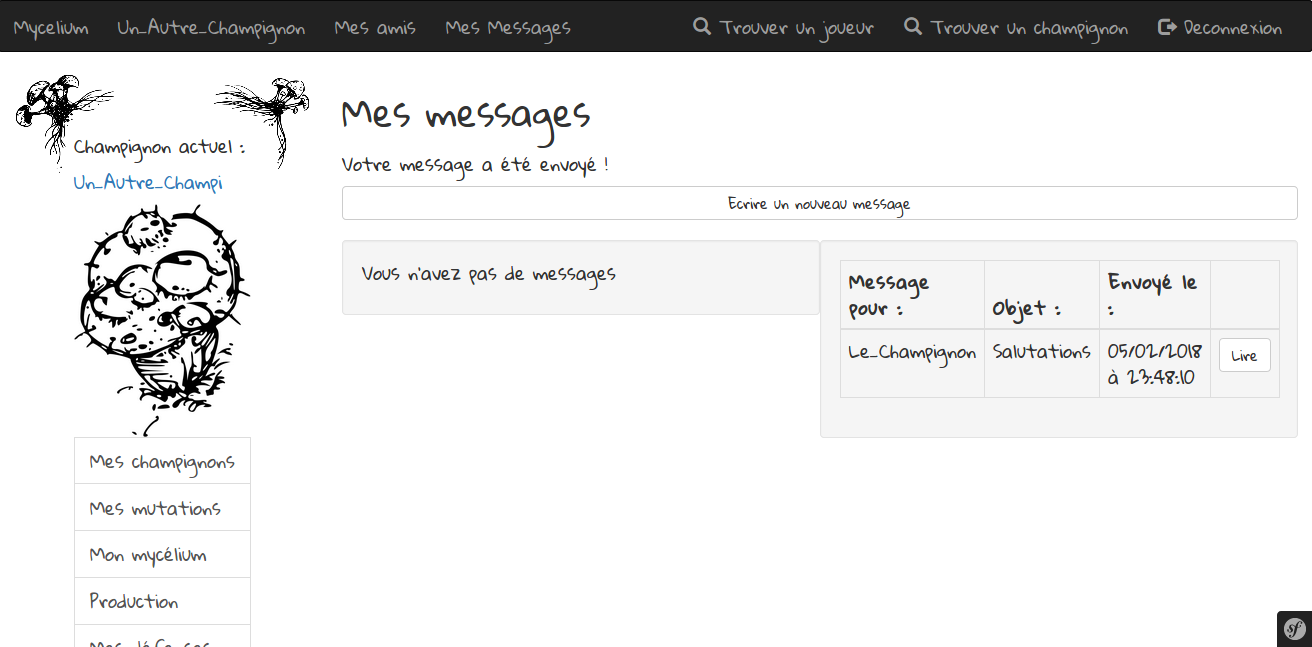 Mycelium Un_Autre_Champignon Mes amis Mes Messages Trouver un joueur Trouver un champignon Deconnexion
Champignon actuel :
Un_Autre_Champi
Mes champignons
Mes mutations
Mon mycélium
Production
Mes messages
Votre message a été envoyé !
Ecrire un nouveau message
Vous n'avez pas de messages
Message pour : Objet : Envoyé le :
Le_Champignon Salutations 05/02/2018 à 23:48:10 Lire
sf